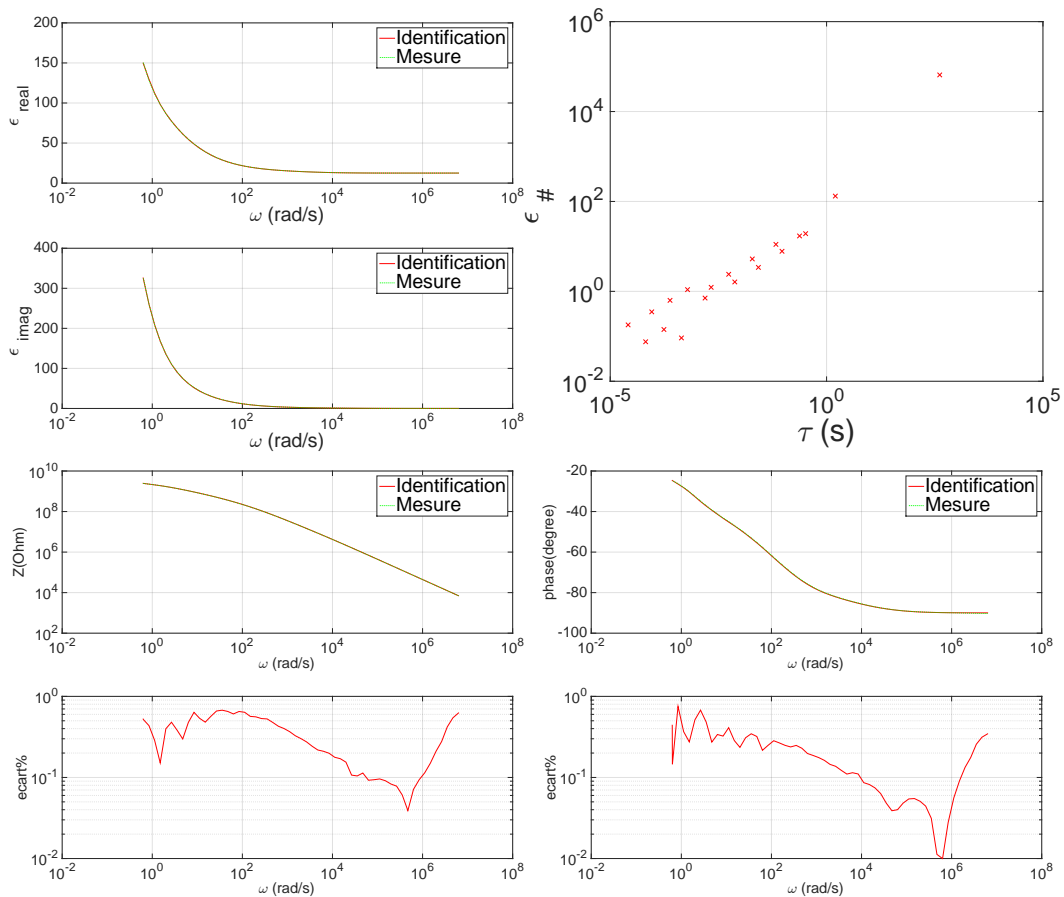 200
150
100
50
0
ϵ real
Identification
Mesure
10^-2 10^0 10^2 10^4 10^6 10^8
ω (rad/s)
400
300
200
100
0
ϵ imag
Identification
Mesure
10^-2 10^0 10^2 10^4 10^6 10^8
ω (rad/s)
10^6
10^4
10^2
10^0
10^-2
ϵ #
10^-5 10^0 10^5
τ (s)
10^10
10^8
10^6
10^4
10^2
Z(Ohm)
Identification
Mesure
10^-2 10^0 10^2 10^4 10^6 10^8
ω (rad/s)
-20
-40
-60
-80
-100
phase(degree)
Identification
Mesure
10^-2 10^0 10^2 10^4 10^6 10^8
ω (rad/s)
10^0
10^-1
10^-2
ecart%
10^-2 10^0 10^2 10^4 10^6 10^8
ω (rad/s)
10^0
10^-1
10^-2
ecart%
10^-2 10^0 10^2 10^4 10^6 10^8
ω (rad/s)